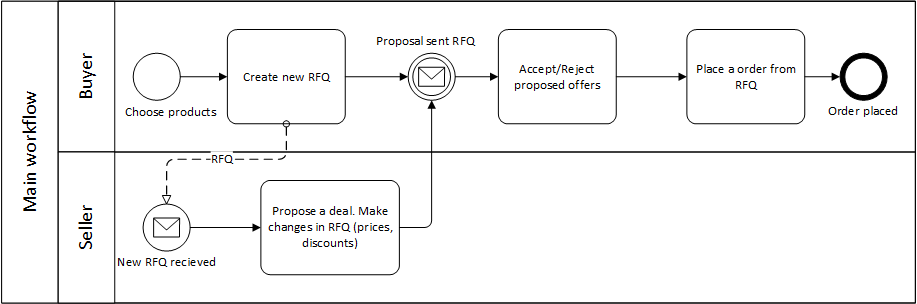 Main workflow
Buyer
Choose products
Create new RFQ
Proposal sent RFQ
Accept/Reject
proposed offers
Place a order from
RFQ
Order placed
RFQ
Seller
New RFQ recieved
Propose a deal. Make
changes in RFQ (prices,
discounts)